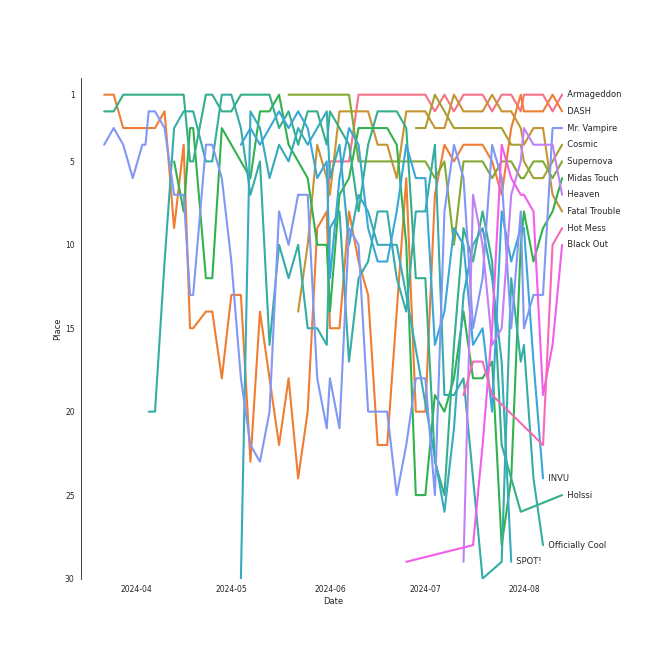 1
5
10
15
20
25
30
Place
2024-04
2024-05
2024-06
2024-07
2024-08
Date
Armageddon
DASH
Mr. Vampire
Cosmic
Supernova
Midas Touch
Heaven
Fatal Trouble
Hot Mess
Black Out
INVU
Holssi
Officially Cool
SPOT!